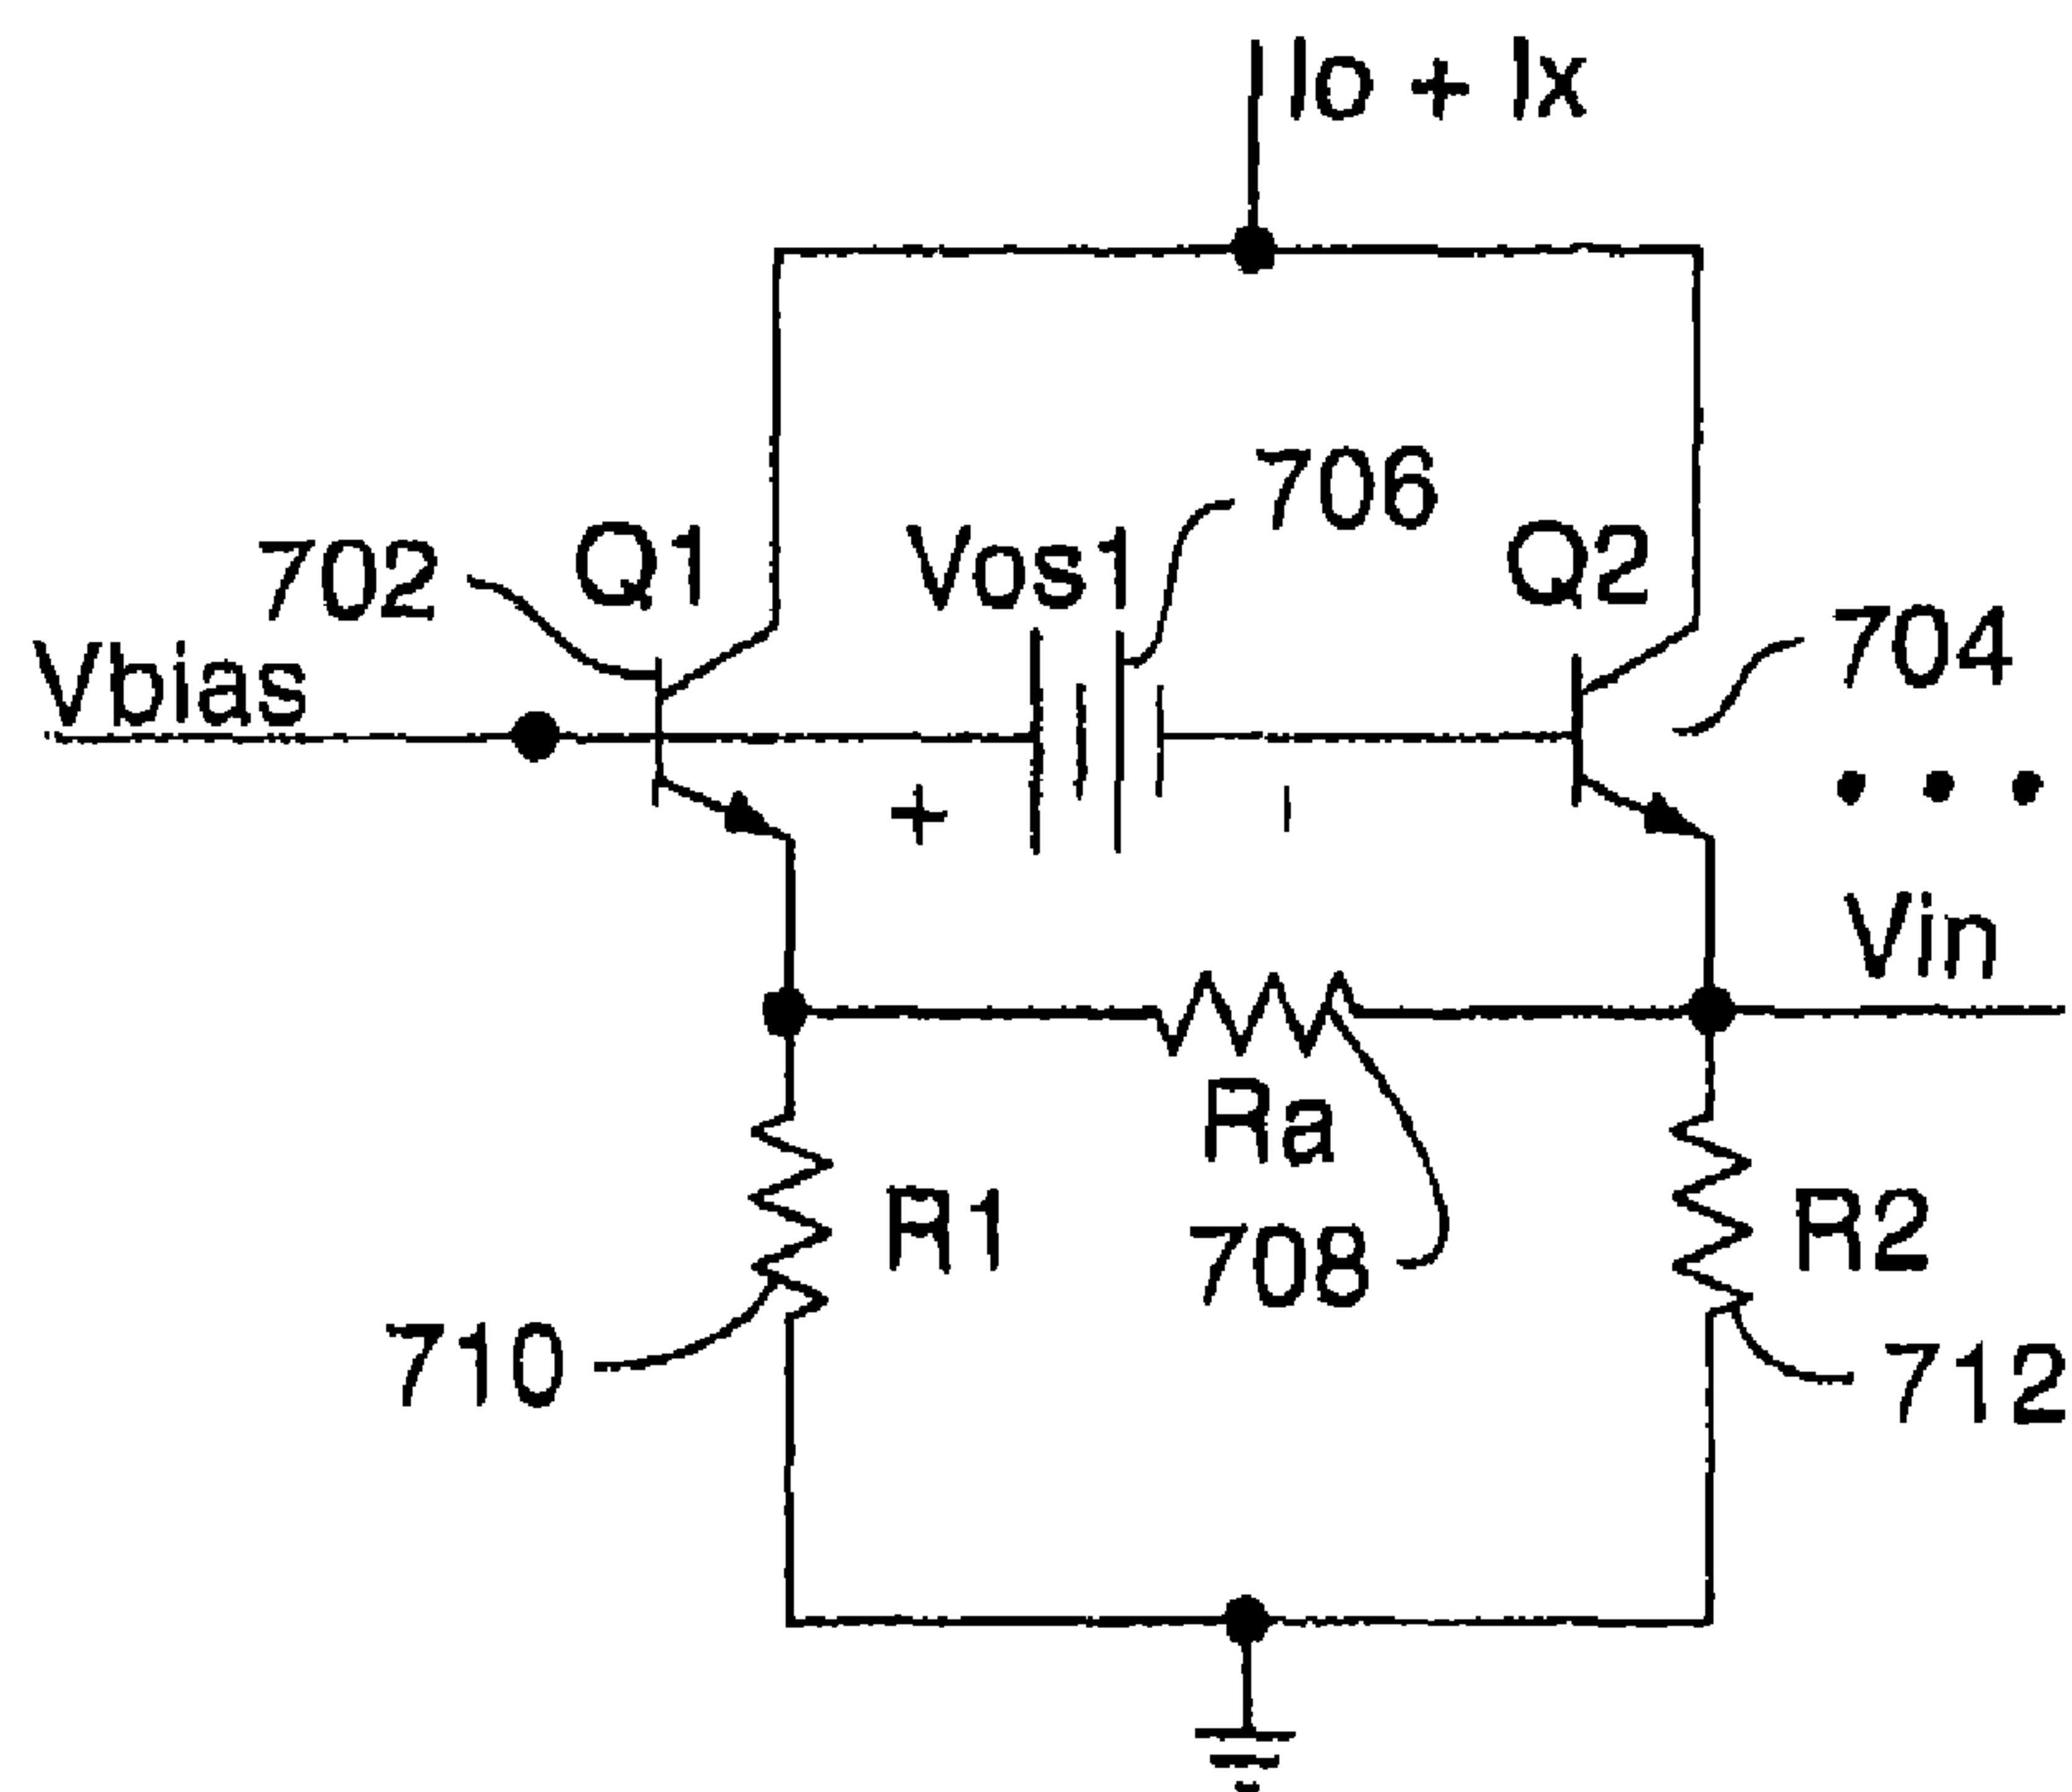 Io + Ix
706
702 Q1 Vos1 Q2
704
Vbias
+ -
Vin
Ra
R1 708 R2
710 712